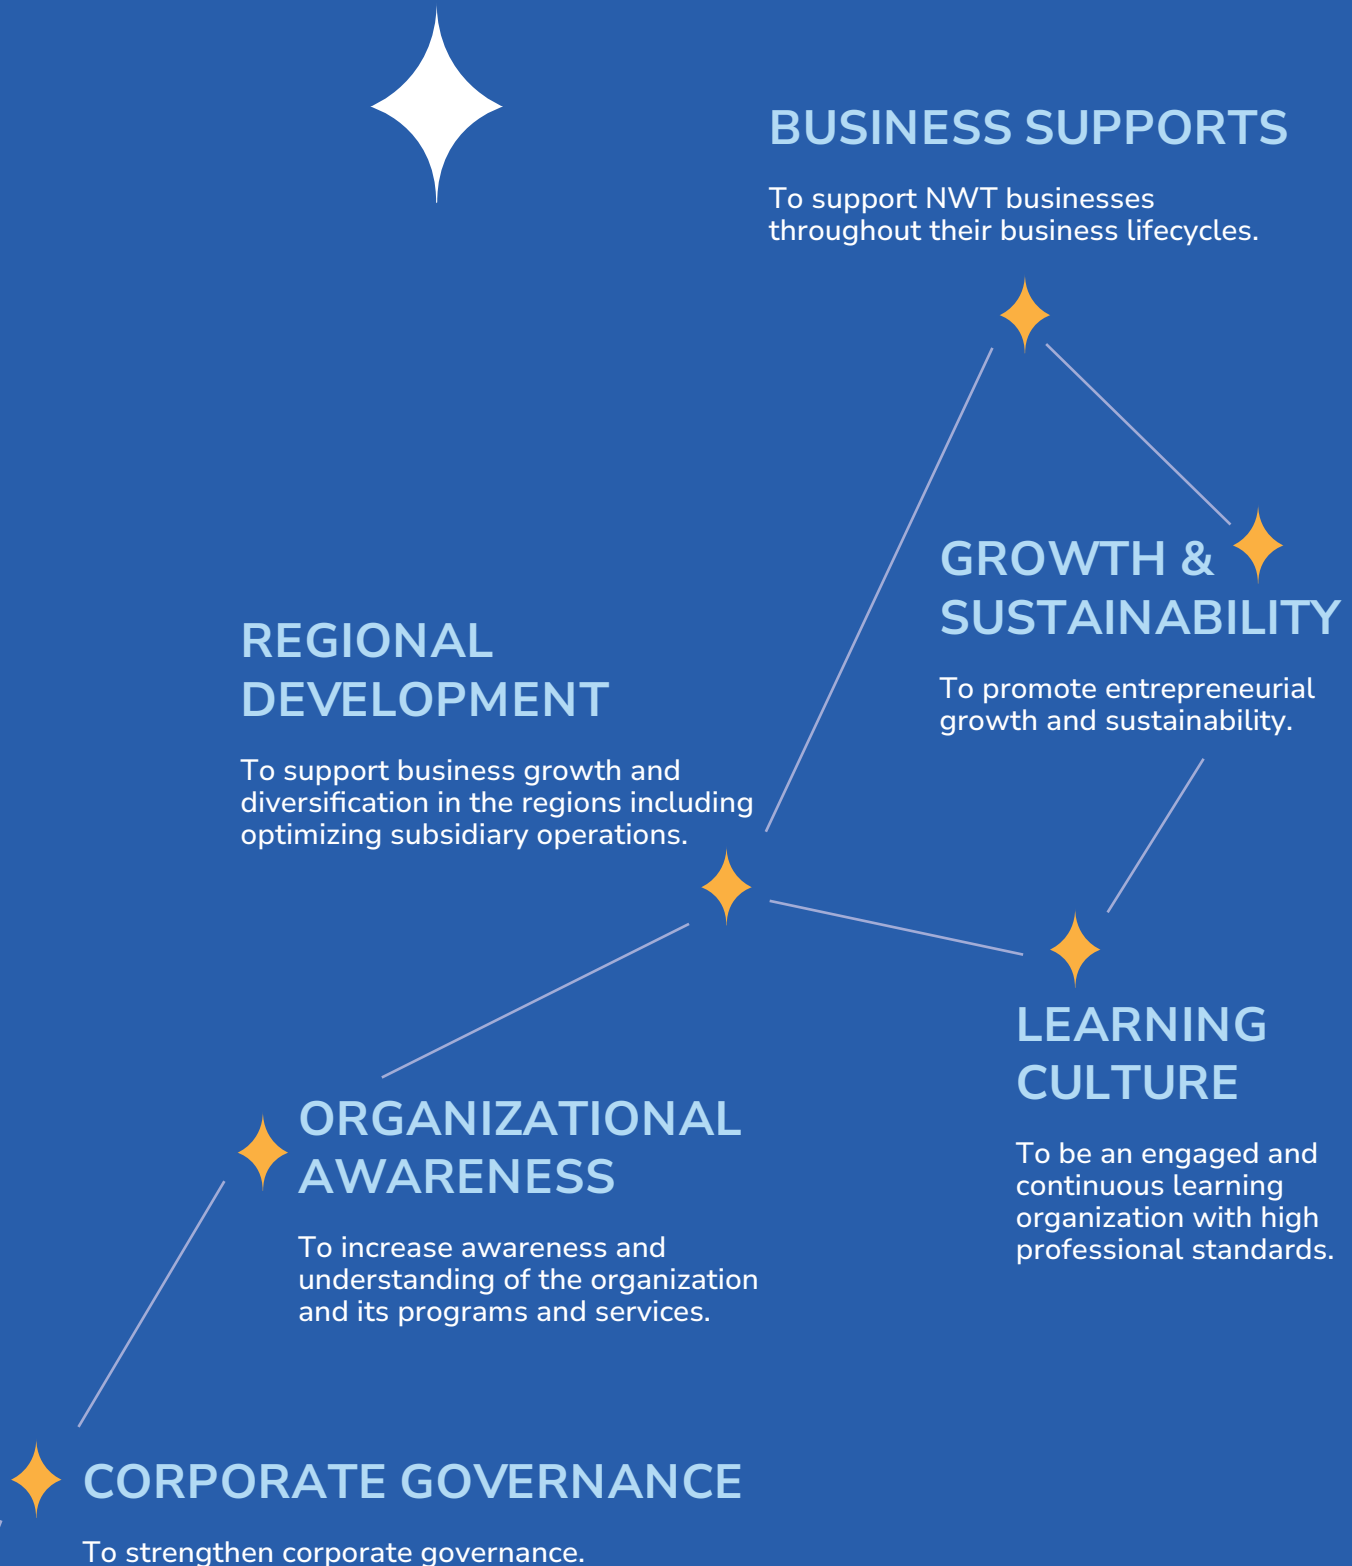 BUSINESS SUPPORTS
To support NWT businesses
throughout their business lifecycles.
GROWTH &
SUSTAINABILITY
To promote entrepreneurial
growth and sustainability.
REGIONAL
DEVELOPMENT
To support business growth and
diversification in the regions including
optimizing subsidiary operations.
LEARNING
CULTURE
To be an engaged and
continuous learning
organization with high
professional standards.
ORGANIZATIONAL
AWARENESS
To increase awareness and
understanding of the organization
and its programs and services.
CORPORATE GOVERNANCE
To strengthen corporate governance.